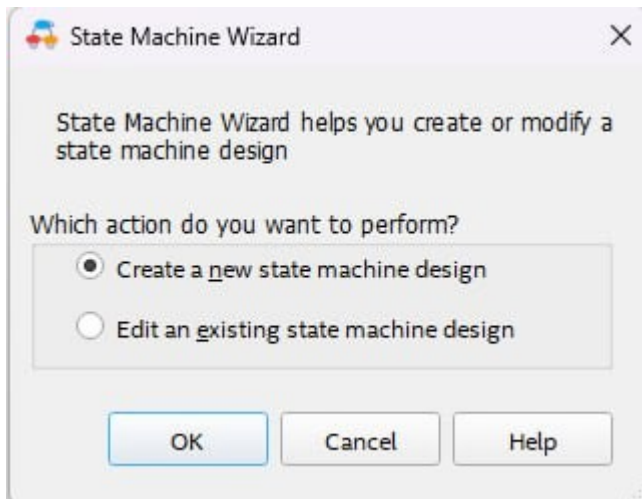 State Machine Wizard
State Machine Wizard helps you create or modify a
state machine design
Which action do you want to perform?
Create a new state machine design
Edit an existing state machine design
OK Cancel Help